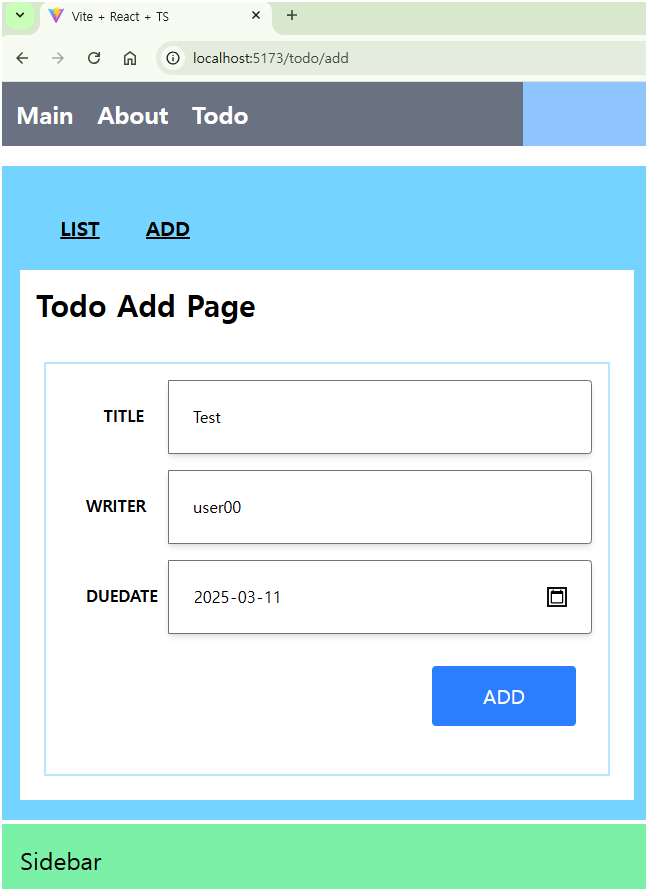 Vite + React + TS
localhost:5173/todo/add
Main About Todo
LIST ADD
Todo Add Page
TITLE Test
WRITER user00
DUEDATE 2025-03-11
ADD
Sidebar